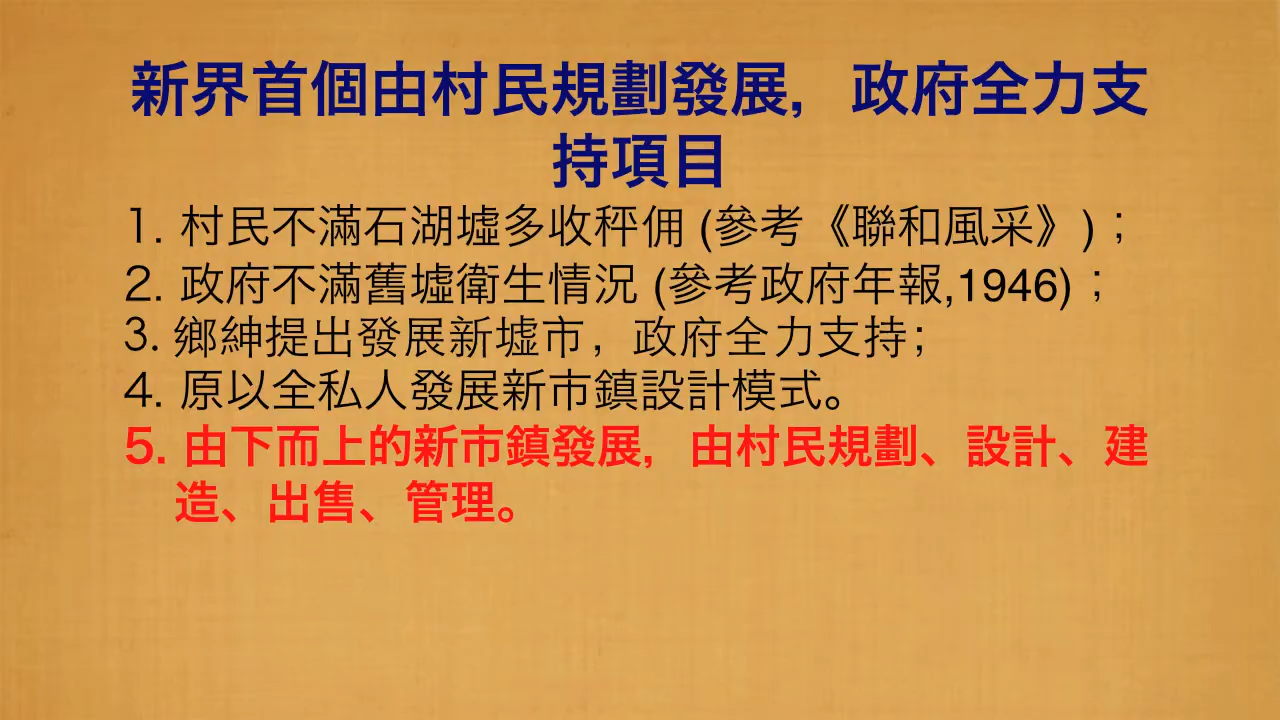 新界首個由村民規劃發展，政府全力支
持項目
1. 村民不滿石湖墟多收秤佣 (參考《聯和風采》)；
2. 政府不滿舊墟衛生情況 (參考政府年報,1946)；
3. 鄉紳提出發展新墟市，政府全力支持；
4. 原以全私人發展新市鎮設計模式。
5. 由下而上的新市鎮發展，由村民規劃、設計、建
造、出售、管理。